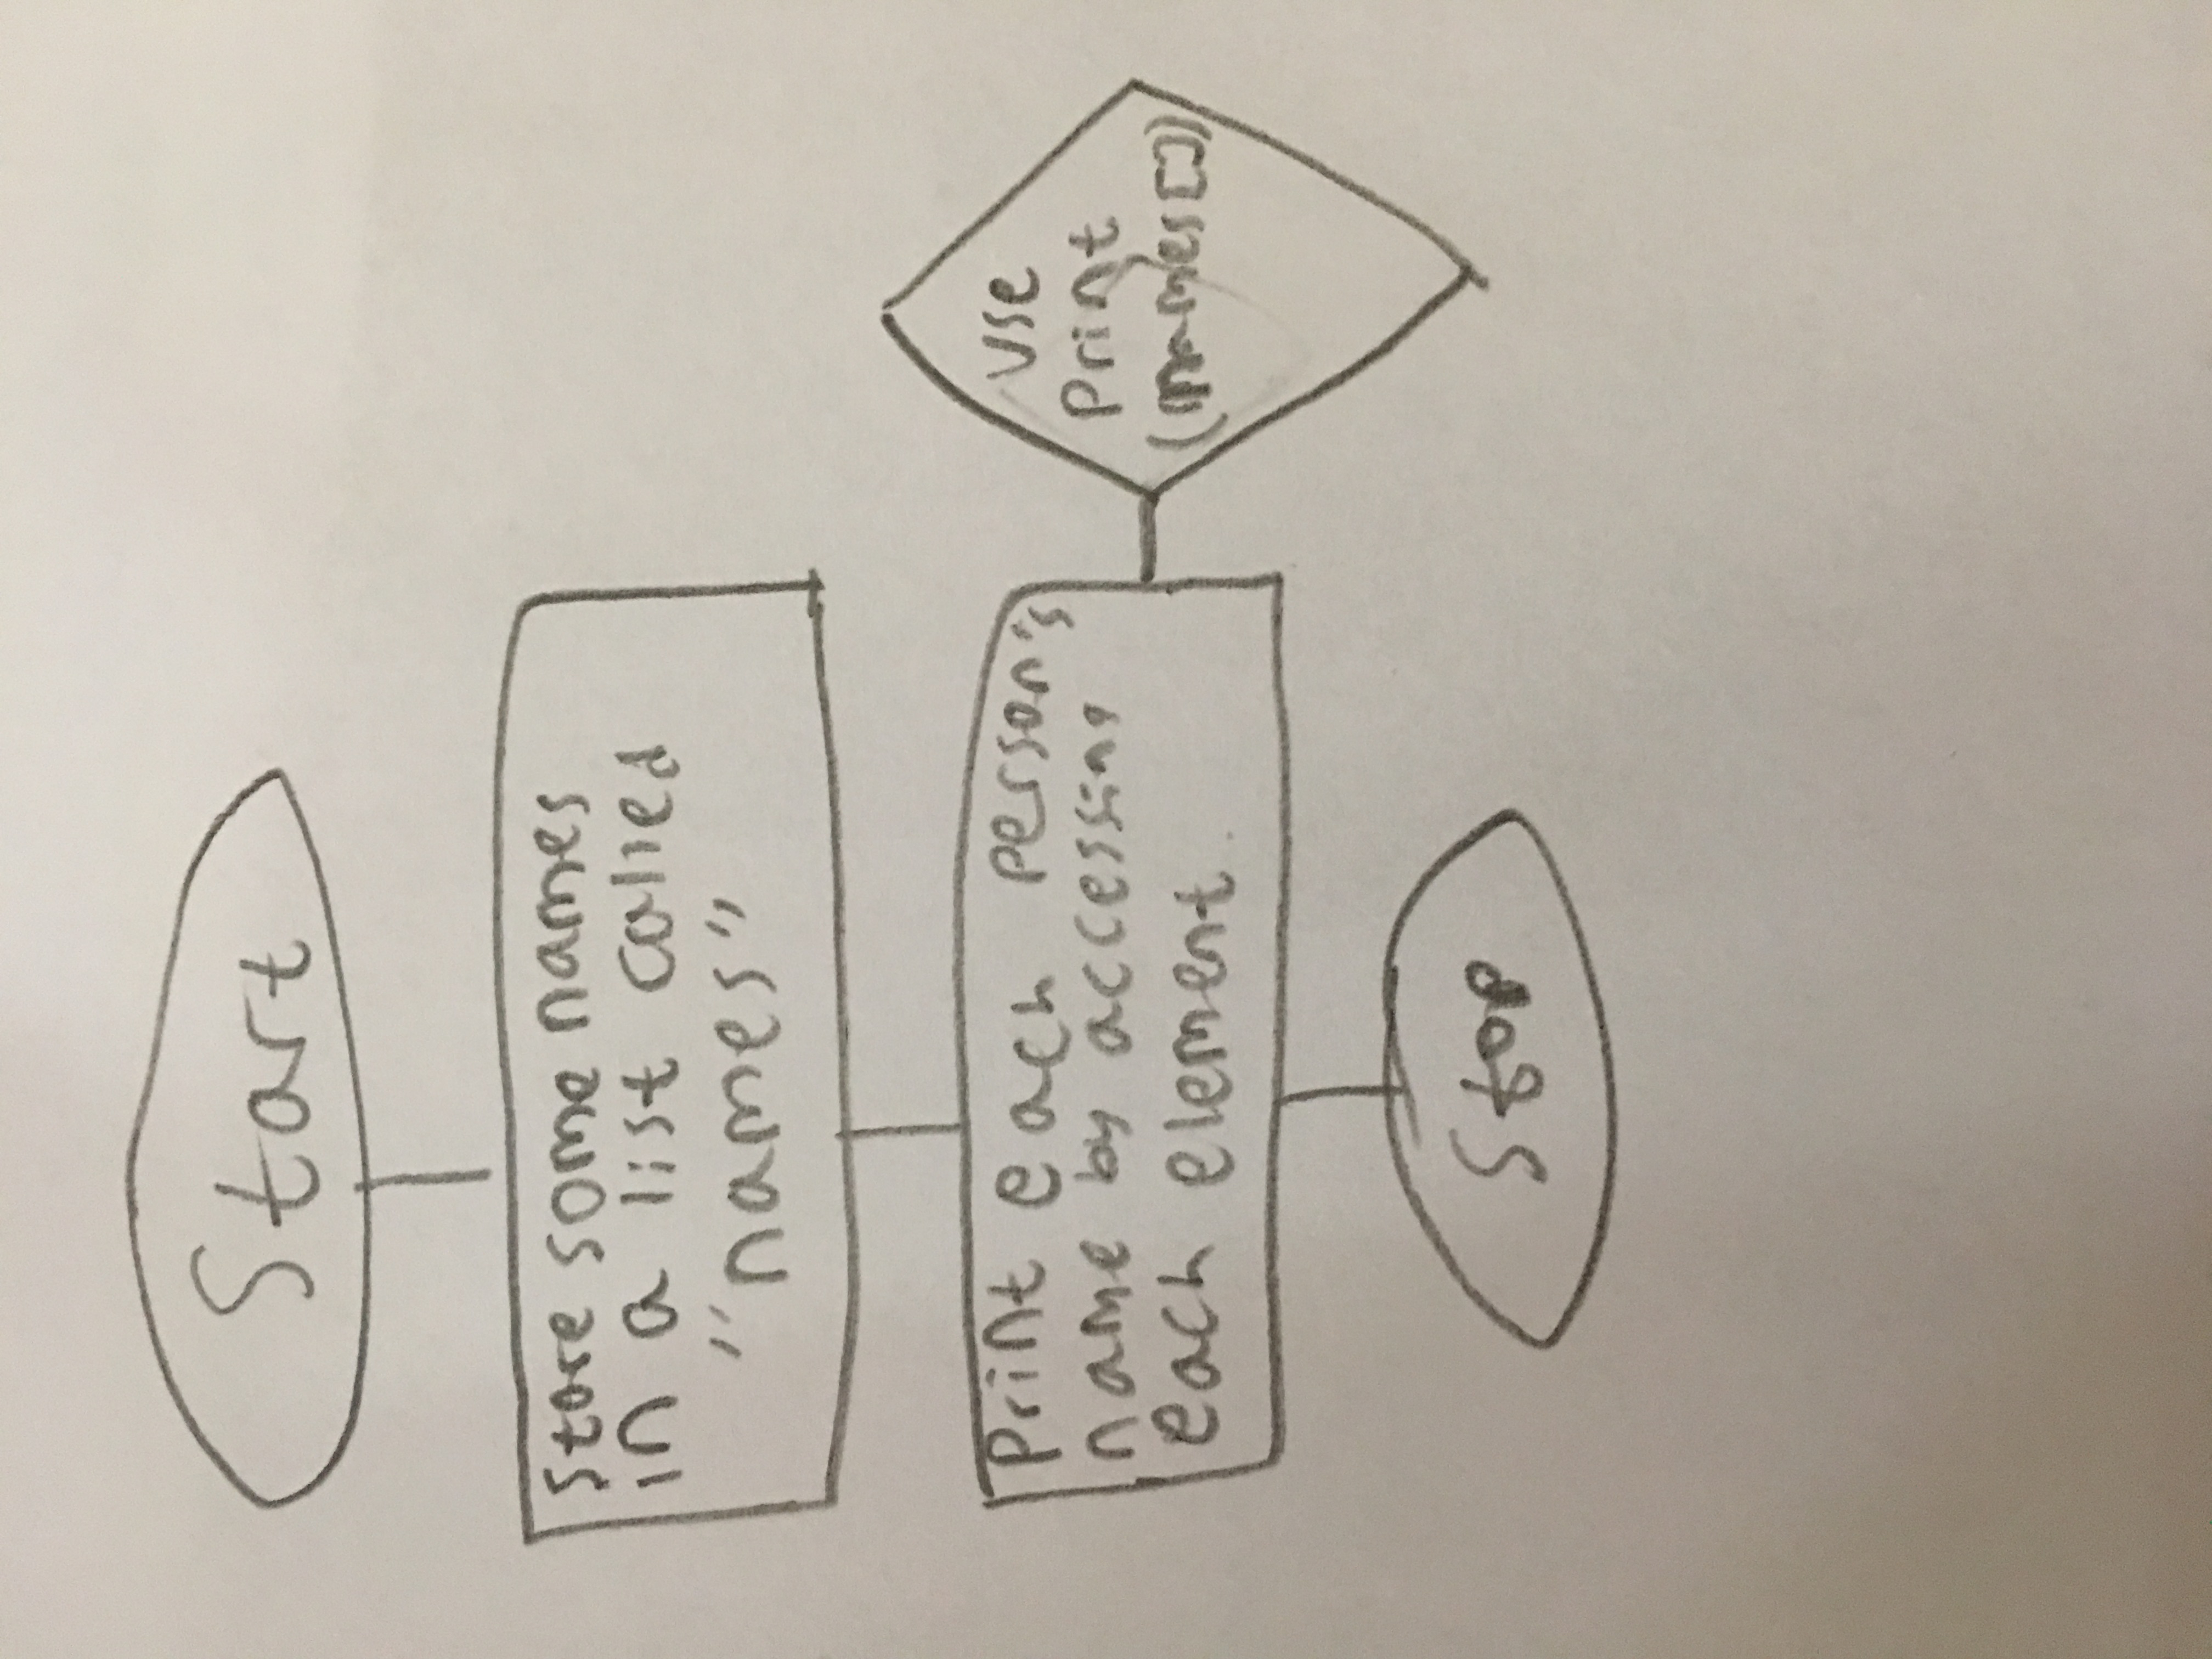 Start
Store some names
in a list called
"names"
Print each person's
name by accessing
each element.
Use
Print
(names[])
Stop